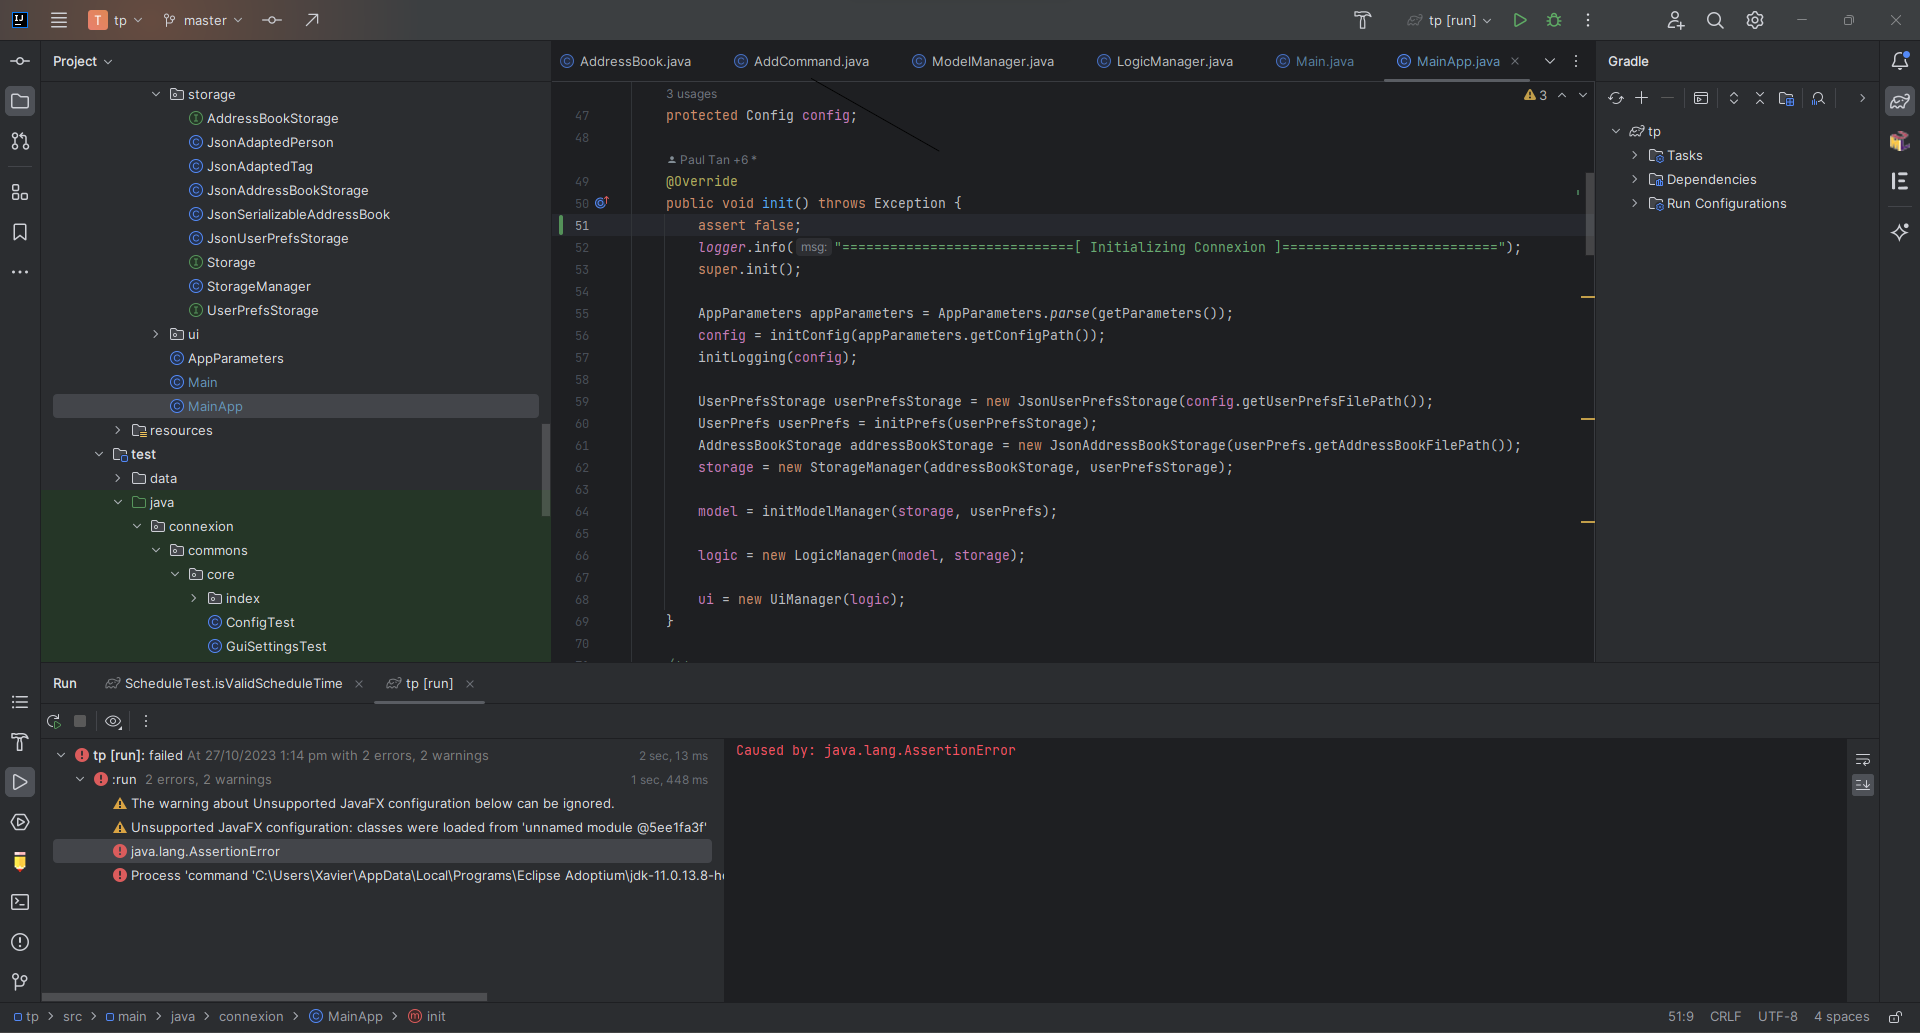 T tp master tp [run]
Project
AddressBook.java AddCommand.java ModelManager.java LogicManager.java Main.java MainApp.java
Gradle
storage
AddressBookStorage
JsonAdaptedPerson
JsonAdaptedTag
JsonAddressBookStorage
JsonSerializableAddressBook
JsonUserPrefsStorage
Storage
StorageManager
UserPrefsStorage
ui
AppParameters
Main
MainApp
resources
test
data
java
connexion
commons
core
index
ConfigTest
GuiSettingsTest
3 usages
3
47 protected Config config;
48
Paul Tan +6 *
49 @Override
50 public void init() throws Exception {
51 assert false;
52 logger.info( msg: "=============================[ Initializing Connexion ]===========================");
53 super.init();
54
55 AppParameters appParameters = AppParameters.parse(getParameters());
56 config = initConfig(appParameters.getConfigPath());
57 initLogging(config);
58
59 UserPrefsStorage userPrefsStorage = new JsonUserPrefsStorage(config.getUserPrefsFilePath());
60 UserPrefs userPrefs = initPrefs(userPrefsStorage);
61 AddressBookStorage addressBookStorage = new JsonAddressBookStorage(userPrefs.getAddressBookFilePath());
62 storage = new StorageManager(addressBookStorage, userPrefsStorage);
63
64 model = initModelManager(storage, userPrefs);
65
66 logic = new LogicManager(model, storage);
67
68 ui = new UiManager(logic);
69 }
70
tp
Tasks
Dependencies
Run Configurations
Run ScheduleTest.isValidScheduleTime tp [run]
tp [run]: failed At 27/10/2023 1:14 pm with 2 errors, 2 warnings 2 sec, 13 ms
:run 2 errors, 2 warnings 1 sec, 448 ms
The warning about Unsupported JavaFX configuration below can be ignored.
Unsupported JavaFX configuration: classes were loaded from 'unnamed module @5ee1fa3f'
java.lang.AssertionError
Process 'command 'C:\Users\Xavier\AppData\Local\Programs\Eclipse Adoptium\jdk-11.0.13.8-h
Caused by: java.lang.AssertionError
tp > src > main > java > connexion > MainApp > init
51:9 CRLF UTF-8 4 spaces